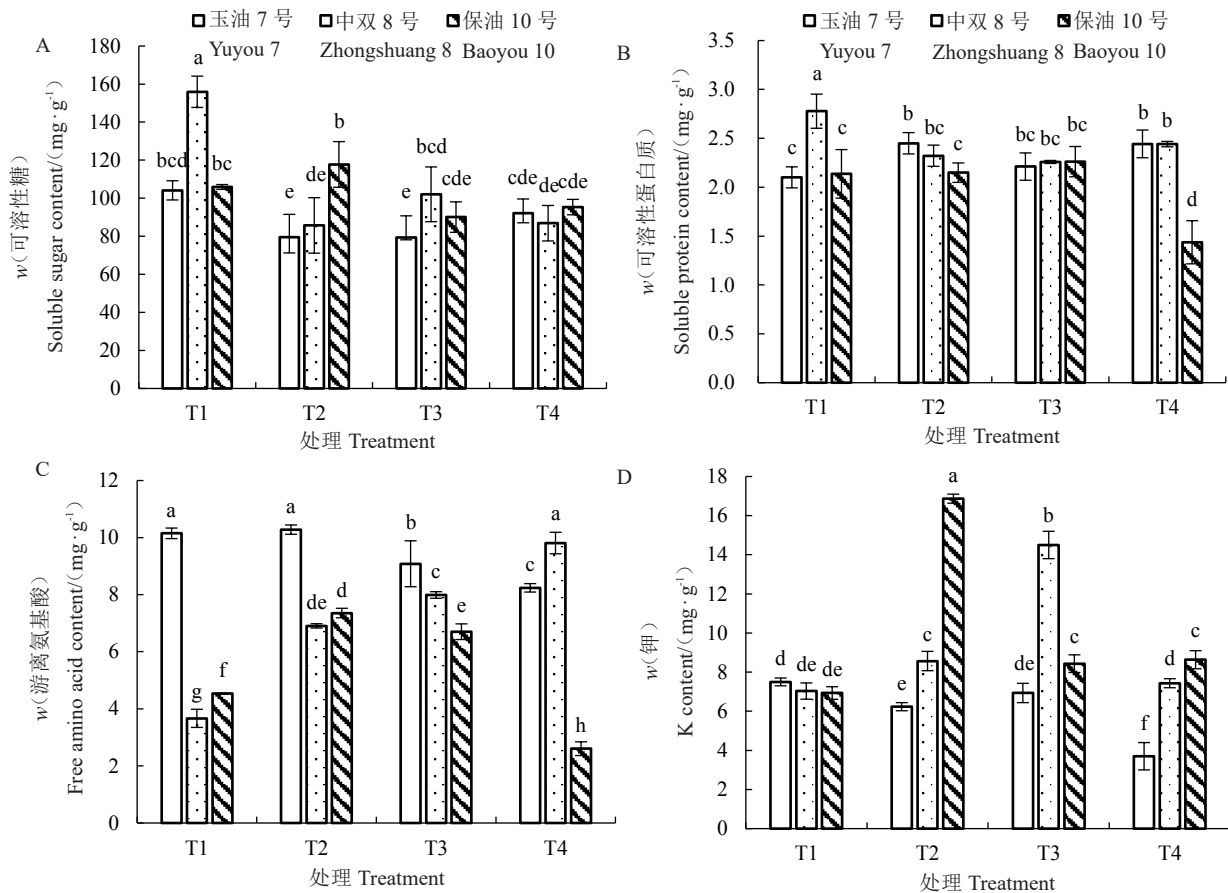 玉油 7 号 中双 8 号 保油 10 号
Yuyou 7 Zhongshuang 8 Baoyou 10
A
w(可溶性糖)
Soluble sugar content/(mg·g⁻¹)
180
160
140
120
100
80
60
40
20
0
bcd a bc
e de b
e bcd cde
cde de cde
T1 T2 T3 T4
处理 Treatment
玉油 7 号 中双 8 号 保油 10 号
Yuyou 7 Zhongshuang 8 Baoyou 10
B
w(可溶性蛋白质)
Soluble protein content/(mg·g⁻¹)
3.5
3.0
2.5
2.0
1.5
1.0
0.5
0.0
c a c
b bc c
bc bc bc
b b d
T1 T2 T3 T4
处理 Treatment
C
w(游离氨基酸)
Free amino acid content/(mg·g⁻¹)
12
10
8
6
4
2
0
a g f
a de d
b c e
c a h
T1 T2 T3 T4
处理 Treatment
D
w(钾)
K content/(mg·g⁻¹)
18
16
14
12
10
8
6
4
2
0
d de de
e c a
de b c
f d c
T1 T2 T3 T4
处理 Treatment